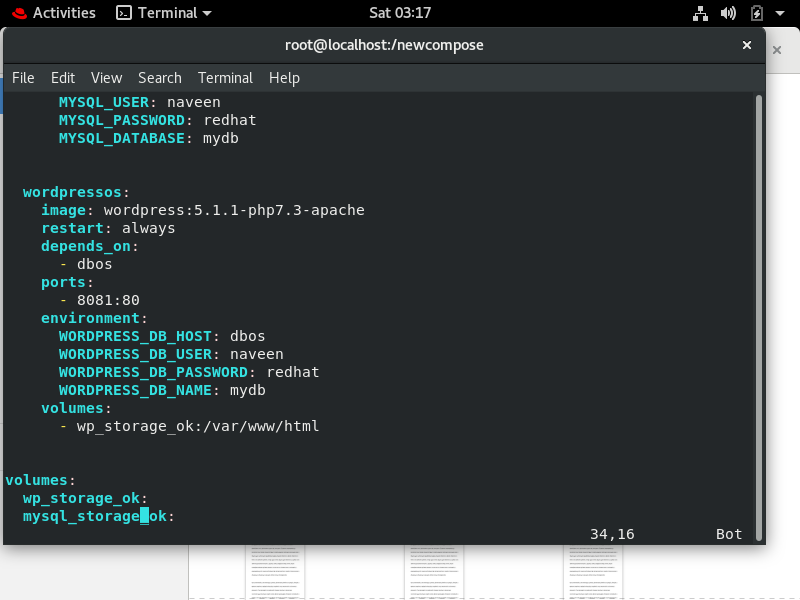 Activities Terminal Sat 03:17
root@localhost:/newcompose
File Edit View Search Terminal Help
MYSQL_USER: naveen
MYSQL_PASSWORD: redhat
MYSQL_DATABASE: mydb
wordpressos:
image: wordpress:5.1.1-php7.3-apache
restart: always
depends_on:
- dbos
ports:
- 8081:80
environment:
WORDPRESS_DB_HOST: dbos
WORDPRESS_DB_USER: naveen
WORDPRESS_DB_PASSWORD: redhat
WORDPRESS_DB_NAME: mydb
volumes:
- wp_storage_ok:/var/www/html
volumes:
wp_storage_ok:
mysql_storage_ok:
34,16 Bot